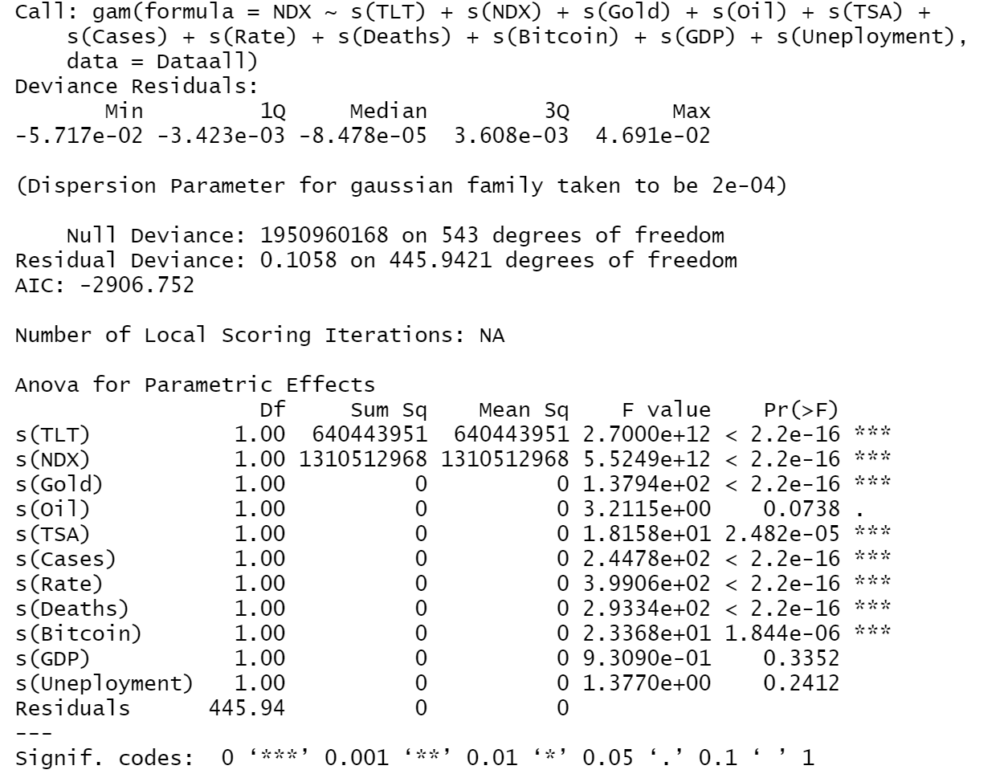 Call: gam(formula = NDX ~ s(TLT) + s(NDX) + s(Gold) + s(Oil) + s(TSA) +
    s(Cases) + s(Rate) + s(Deaths) + s(Bitcoin) + s(GDP) + s(Uneployment),
    data = Dataall)
Deviance Residuals:
       Min         1Q     Median         3Q        Max
-5.717e-02 -3.423e-03 -8.478e-05  3.608e-03  4.691e-02
(Dispersion Parameter for gaussian family taken to be 2e-04)
    Null Deviance: 1950960168 on 543 degrees of freedom
Residual Deviance: 0.1058 on 445.9421 degrees of freedom
AIC: -2906.752
Number of Local Scoring Iterations: NA
Anova for Parametric Effects
                   Df     Sum Sq    Mean Sq    F value    Pr(>F)
s(TLT)           1.00  640443951  640443951 2.7000e+12 < 2.2e-16 ***
s(NDX)           1.00 1310512968 1310512968 5.5249e+12 < 2.2e-16 ***
s(Gold)          1.00          0          0 1.3794e+02 < 2.2e-16 ***
s(Oil)           1.00          0          0 3.2115e+00    0.0738 .
s(TSA)           1.00          0          0 1.8158e+01 2.482e-05 ***
s(Cases)         1.00          0          0 2.4478e+02 < 2.2e-16 ***
s(Rate)          1.00          0          0 3.9906e+02 < 2.2e-16 ***
s(Deaths)        1.00          0          0 2.9334e+02 < 2.2e-16 ***
s(Bitcoin)       1.00          0          0 2.3368e+01 1.844e-06 ***
s(GDP)           1.00          0          0 9.3090e-01    0.3352
s(Uneployment)   1.00          0          0 1.3770e+00    0.2412
Residuals      445.94          0          0
---
Signif. codes:  0 ‘***’ 0.001 ‘**’ 0.01 ‘*’ 0.05 ‘.’ 0.1 ‘ ’ 1